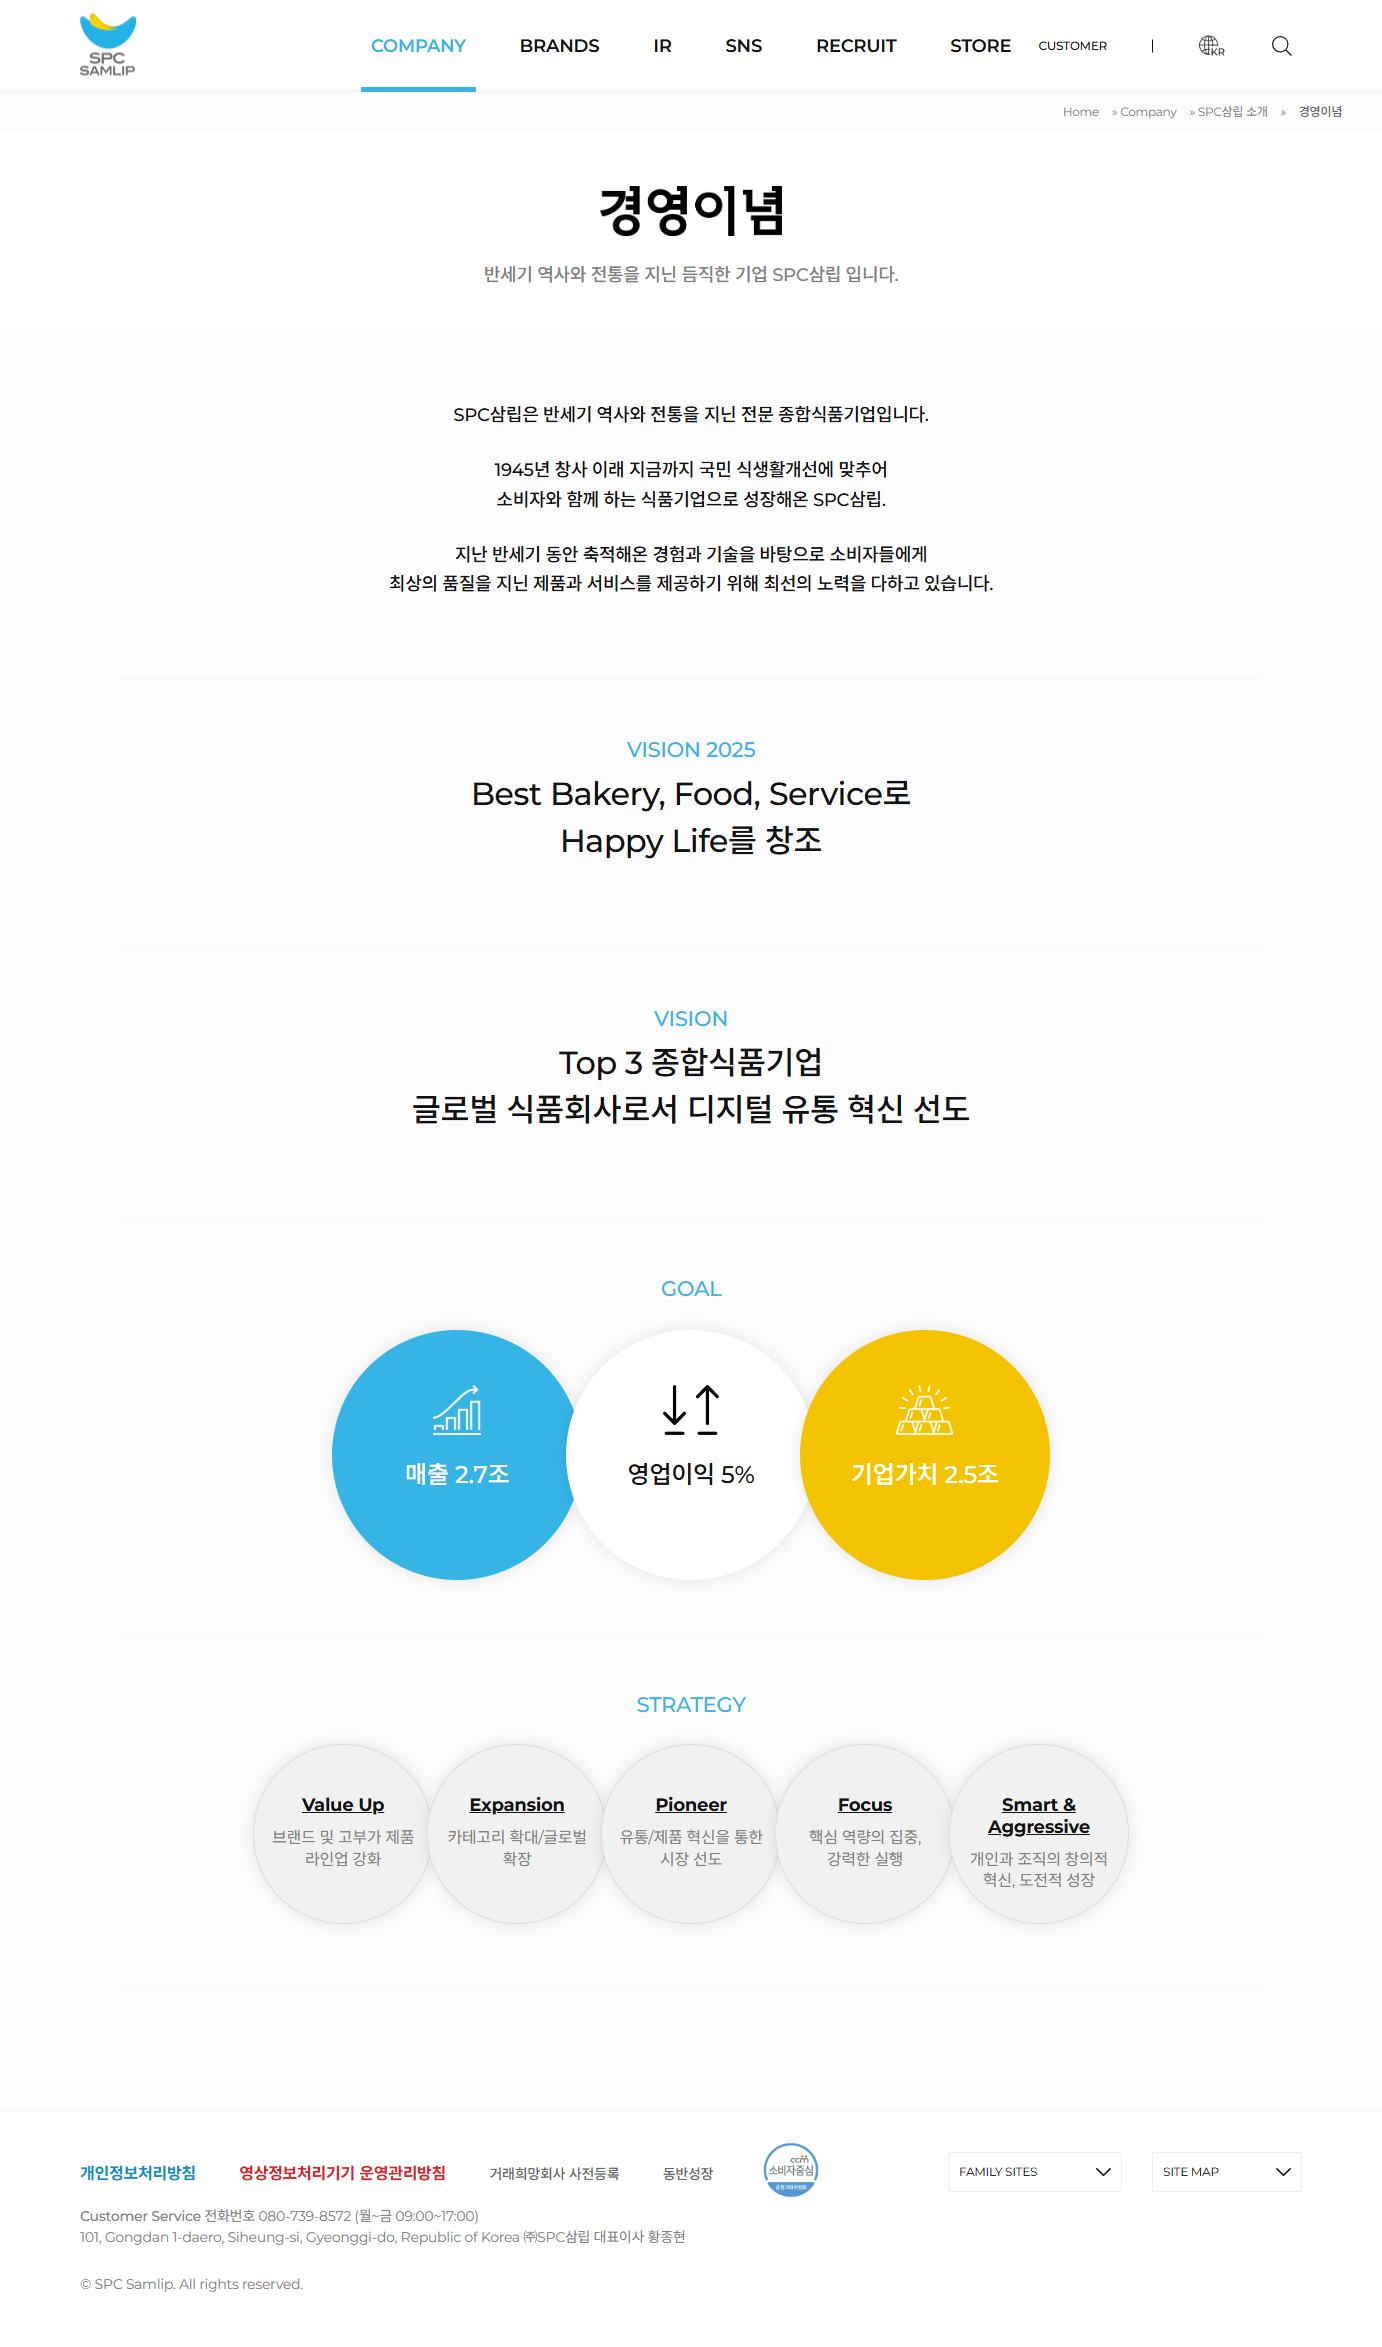 SPC
SAMLIP
COMPANY BRANDS IR SNS RECRUIT STORE CUSTOMER | KR
Home » Company » SPC삼립 소개 » 경영이념
경영이념
반세기 역사와 전통을 지닌 듬직한 기업 SPC삼립 입니다.
SPC삼립은 반세기 역사와 전통을 지닌 전문 종합식품기업입니다.
1945년 창사 이래 지금까지 국민 식생활개선에 맞추어
소비자와 함께 하는 식품기업으로 성장해온 SPC삼립.
지난 반세기 동안 축적해온 경험과 기술을 바탕으로 소비자들에게
최상의 품질을 지닌 제품과 서비스를 제공하기 위해 최선의 노력을 다하고 있습니다.
VISION 2025
Best Bakery, Food, Service로
Happy Life를 창조
VISION
Top 3 종합식품기업
글로벌 식품회사로서 디지털 유통 혁신 선도
GOAL
매출 2.7조
영업이익 5%
기업가치 2.5조
STRATEGY
Value Up
브랜드 및 고부가 제품
라인업 강화
Expansion
카테고리 확대/글로벌
확장
Pioneer
유통/제품 혁신을 통한
시장 선도
Focus
핵심 역량의 집중,
강력한 실행
Smart &
Aggressive
개인과 조직의 창의적
혁신, 도전적 성장
개인정보처리방침 영상정보처리기기 운영관리방침 거래희망회사 사전등록 동반성장
ccm
소비자중심
공정거래위원회
FAMILY SITES
SITE MAP
Customer Service 전화번호 080-739-8572 (월~금 09:00~17:00)
101, Gongdan 1-daero, Siheung-si, Gyeonggi-do, Republic of Korea ㈜SPC삼립 대표이사 황종현
© SPC Samlip. All rights reserved.